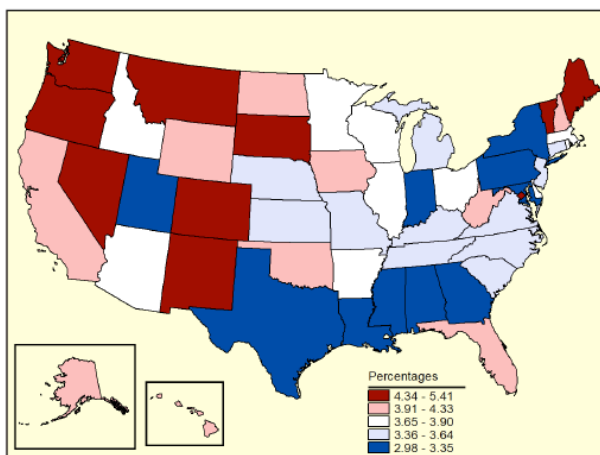 Percentages
4.34 - 5.41
3.91 - 4.33
3.65 - 3.90
3.36 - 3.64
2.98 - 3.35